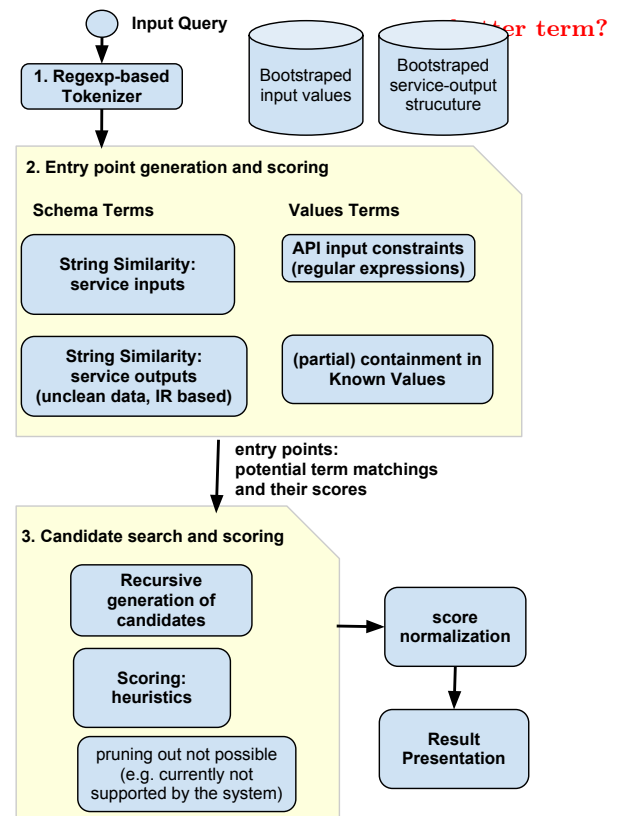 Input Query
term?
1. Regexp-based
Tokenizer
Bootstraped
input values
Bootstraped
service-output
strucuture
2. Entry point generation and scoring
Schema Terms
Values Terms
String Similarity:
service inputs
API input constraints
(regular expressions)
String Similarity:
service outputs
(unclean data, IR based)
(partial) containment in
Known Values
entry points:
potential term matchings
and their scores
3. Candidate search and scoring
Recursive
generation of
candidates
score
normalization
Scoring:
heuristics
Result
Presentation
pruning out not possible
(e.g. currently not
supported by the system)